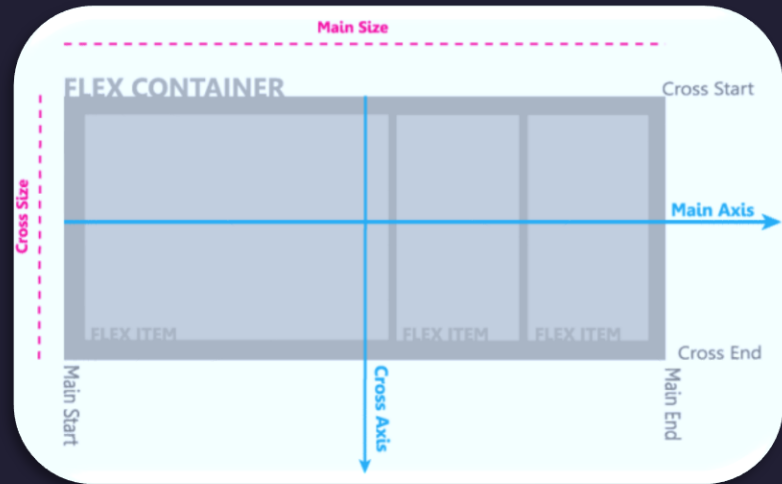 Main Size
FLEX CONTAINER
Cross Start
Cross Size
Main Axis
FLEX ITEM
FLEX ITEM
FLEX ITEM
Cross End
Main Start
Cross Axis
Main End